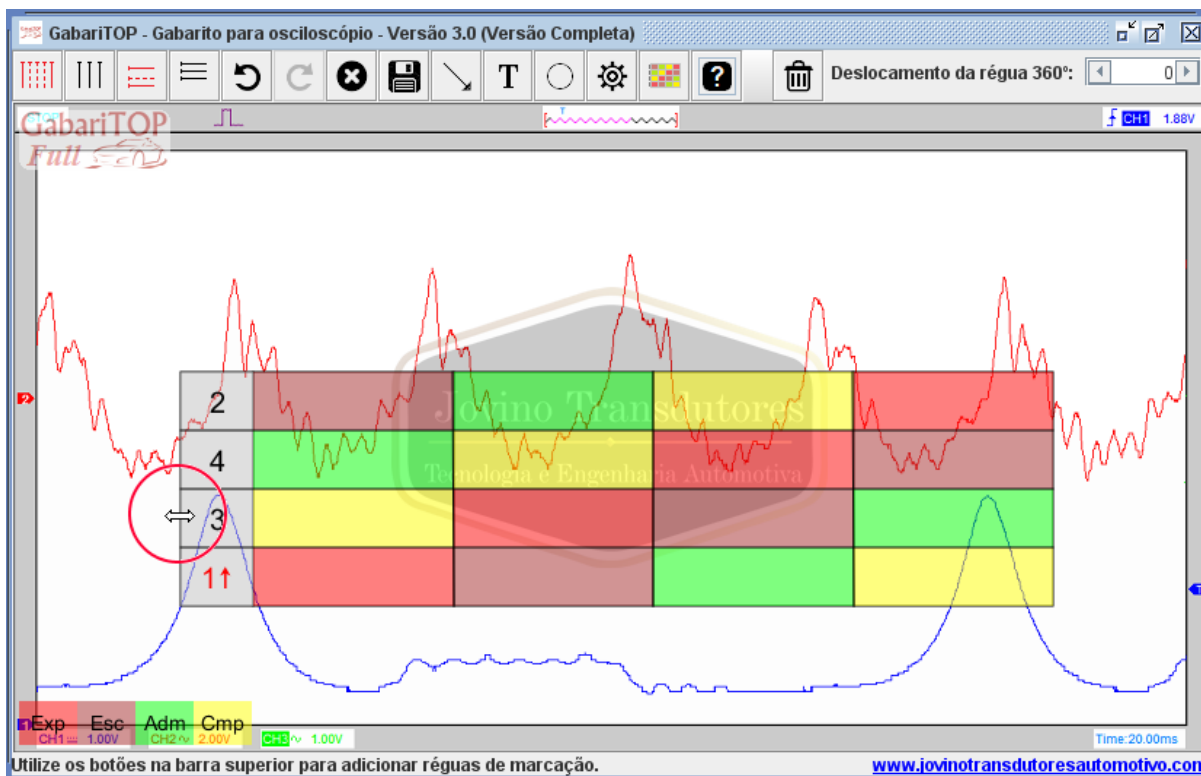 GabariTOP - Gabarito para osciloscópio - Versão 3.0 (Versão Completa)
T
?
Deslocamento da régua 360º:
0
GabariTOP
Full
T
CH1 1.88V
2
Jovino Transdutores
Tecnologia e Engenharia Automotiva
2
4
3
1↑
Exp Esc Adm Cmp
1
CH1 1.00V CH2 2.00V CH3 1.00V Time:20.00ms
Utilize os botões na barra superior para adicionar réguas de marcação.
www.jovinotransdutoresautomotivo.com